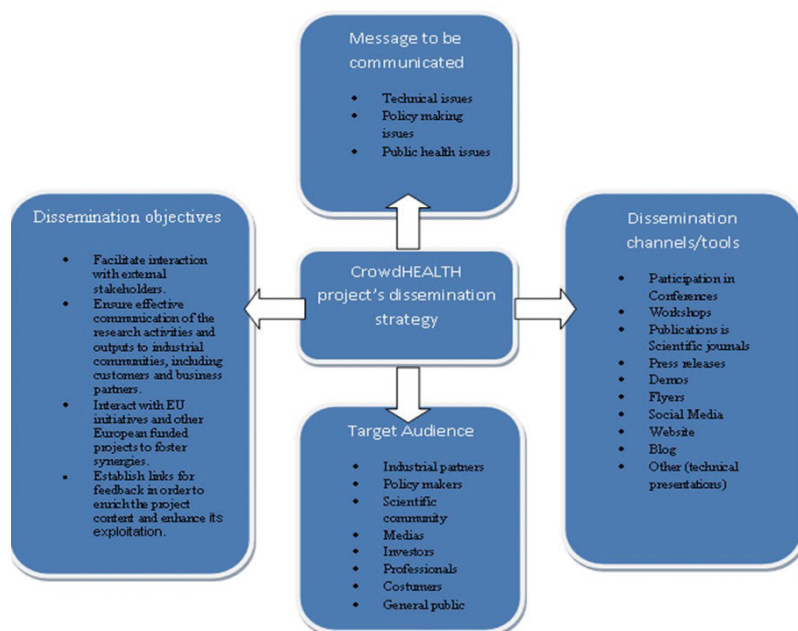 Message to be
communicated
• Technical issues
• Policy making
issues
• Public health issues
Dissemination objectives
• Facilitate interaction
with external
stakeholders.
• Ensure effective
communication of the
research activities and
outputs to industrial
communities, including
customers and business
partners.
• Interact with EU
initiatives and other
European funded
projects to foster
synergies.
▪ Establish links for
feedback in order to
enrich the project
content and enhance its
exploitation.
CrowdHEALTH
project's dissemination
strategy
Dissemination
channels/tools
• Participation in
Conferences
• Workshops
• Publications is
Scientific journals
• Press releases
• Demos
• Flyers
• Social Media
• Website
• Blog
• Other (technical
presentations)
Target Audience
• Industrial partners
• Policy makers
• Scientific
community
• Medias
• Investors
• Professionals
• Costumers
• General public